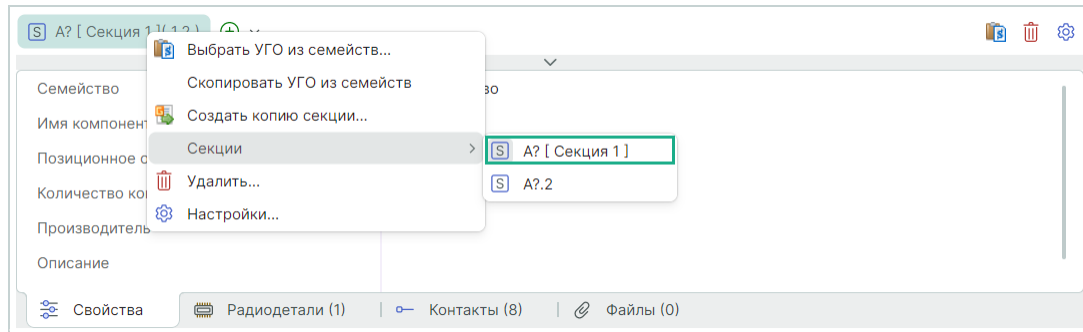 S А? [ Секция 1 ]( 1 2 )
Выбрать УГО из семейств...
Семейство
Скопировать УГО из семейств
во
Имя компонен
Создать копию секции...
Позиционное о
Секции
S А? [ Секция 1 ]
Количество ко
Удалить...
S А?.2
Производитель
Настройки...
Описание
Свойства Радиодетали (1) Контакты (8) Файлы (0)